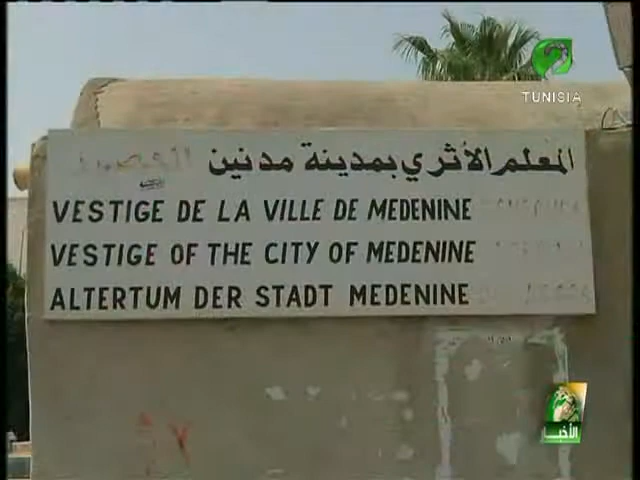 TUNISIA
المعلم الأثري بمدينة مدنين
VESTIGE DE LA VILLE DE MEDENINE
VESTIGE OF THE CITY OF MEDENINE
ALTERTUM DER STADT MEDENINE
الأخبار